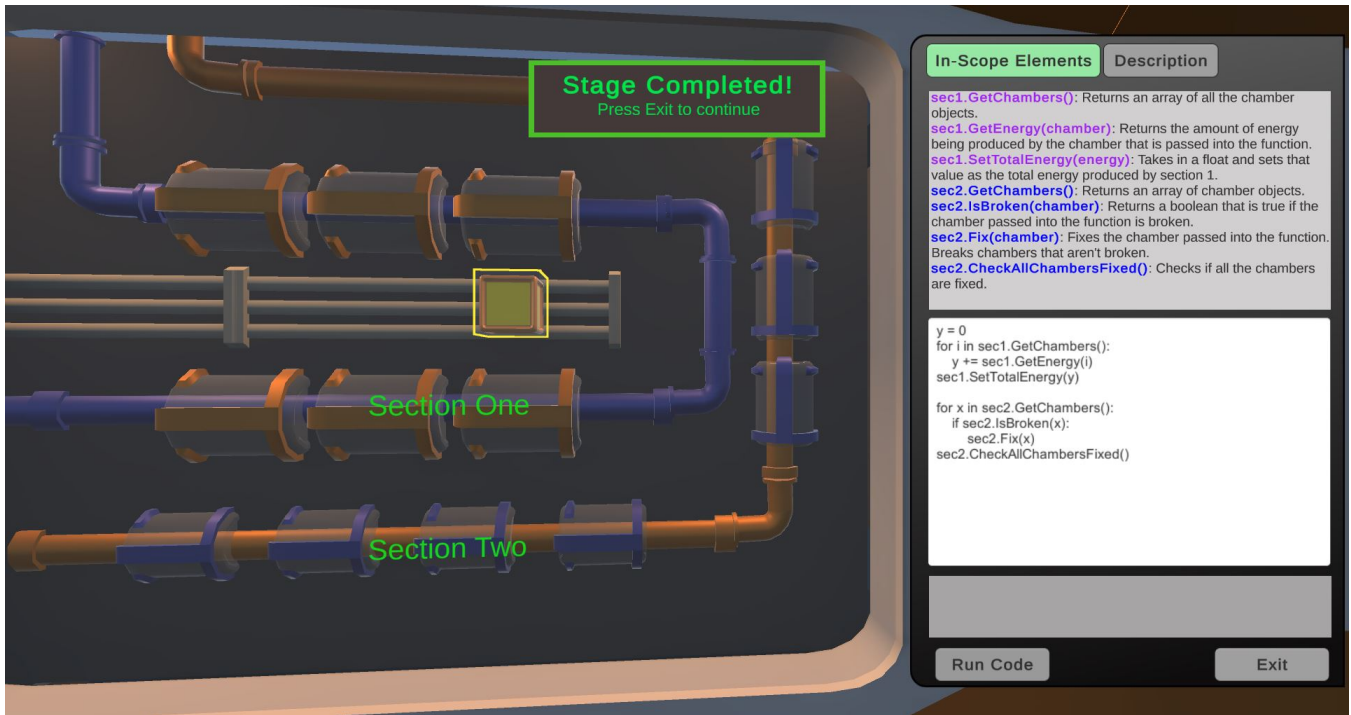 Stage Completed!
Press Exit to continue
Section One
Section Two
In-Scope Elements
Description
sec1.GetChambers(): Returns an array of all the chamber
objects.
sec1.GetEnergy(chamber): Returns the amount of energy
being produced by the chamber that is passed into the function.
sec1.SetTotalEnergy(energy): Takes in a float and sets that
value as the total energy produced by section 1.
sec2.GetChambers(): Returns an array of chamber objects.
sec2.IsBroken(chamber): Returns a boolean that is true if the
chamber passed into the function is broken.
sec2.Fix(chamber): Fixes the chamber passed into the function.
Breaks chambers that aren't broken.
sec2.CheckAllChambersFixed(): Checks if all the chambers
are fixed.
y = 0
for i in sec1.GetChambers():
    y += sec1.GetEnergy(i)
sec1.SetTotalEnergy(y)
for x in sec2.GetChambers():
    if sec2.IsBroken(x):
        sec2.Fix(x)
sec2.CheckAllChambersFixed()
Run Code
Exit